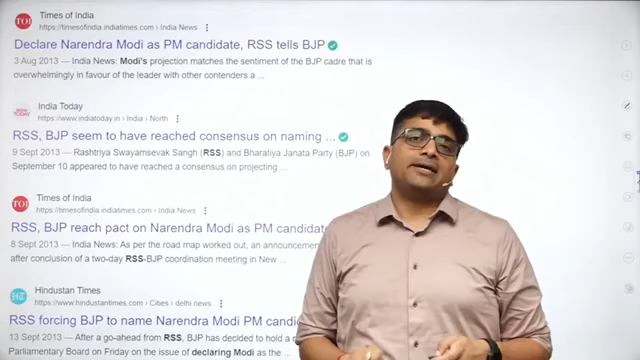 Times of India
https://timesofindia.indiatimes.com › India News
Declare Narendra Modi as PM candidate, RSS tells BJP
3 Aug 2013 — India News: Modi's projection matches the sentiment of the BJP cadre that is
overwhelmingly in favour of the leader with other contenders a ...
India Today
https://www.indiatoday.in › India › North
RSS, BJP seem to have reached consensus on naming ...
9 Sept 2013 — Rashtriya Swayamsevak Sangh (RSS) and Bharatiya Janata Party (BJP) on
September 10 appeared to have reached a consensus on projecting ...
Times of India
https://timesofindia.indiatimes.com › India News
RSS, BJP reach pact on Narendra Modi as PM candidate
8 Sept 2013 — India News: As per the road map worked out, an announcement
after conclusion of a two-day RSS-BJP coordination meeting in New ...
Hindustan Times
https://www.hindustantimes.com › Cities › delhi news
RSS forcing BJP to name Narendra Modi PM
13 Sept 2013 — After a go-ahead from RSS, BJP has decided to hold a
Parliamentary Board on Friday on the issue of declaring Modi as the ...